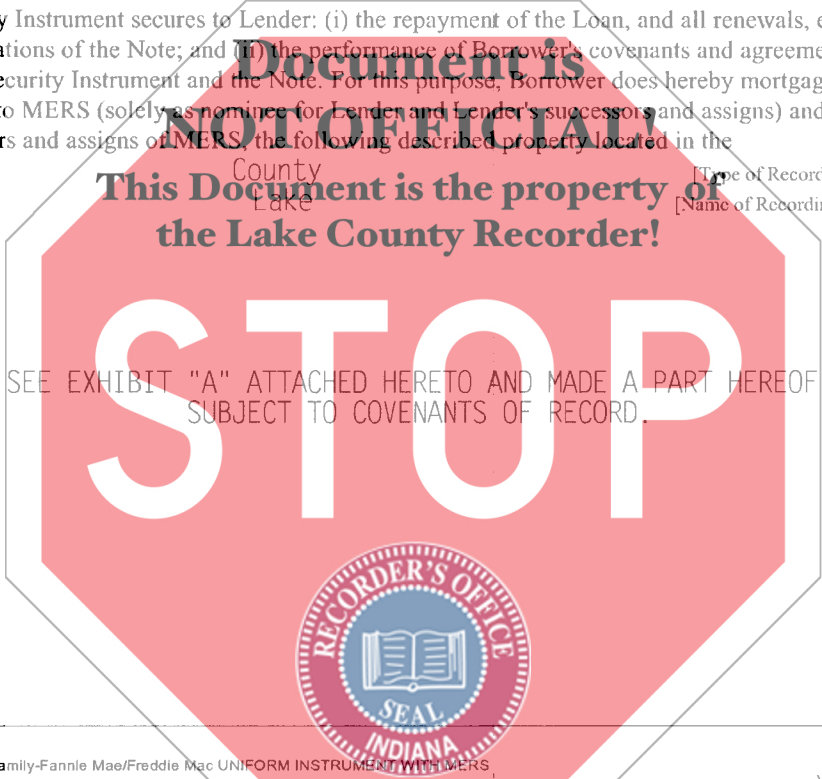 y Instrument secures to Lender: (i) the repayment of the Loan, and all renewals, e
ations of the Note; and (ii) the performance of Borrower's covenants and agreeme
ecurity Instrument and the Note. For this purpose, Borrower does hereby mortgag
o MERS (solely as nominee for Lender and Lender's successors and assigns) and
rs and assigns of MERS, the following described property located in the
County [Type of Record
Lake [Name of Recordin
Document is
NOT OFFICIAL!
This Document is the property of
the Lake County Recorder!
STOP
SEE EXHIBIT "A" ATTACHED HERETO AND MADE A PART HEREOF
SUBJECT TO COVENANTS OF RECORD.
RECORDER'S OFFICE
SEAL
INDIANA
amily-Fannie Mae/Freddie Mac UNIFORM INSTRUMENT WITH MERS